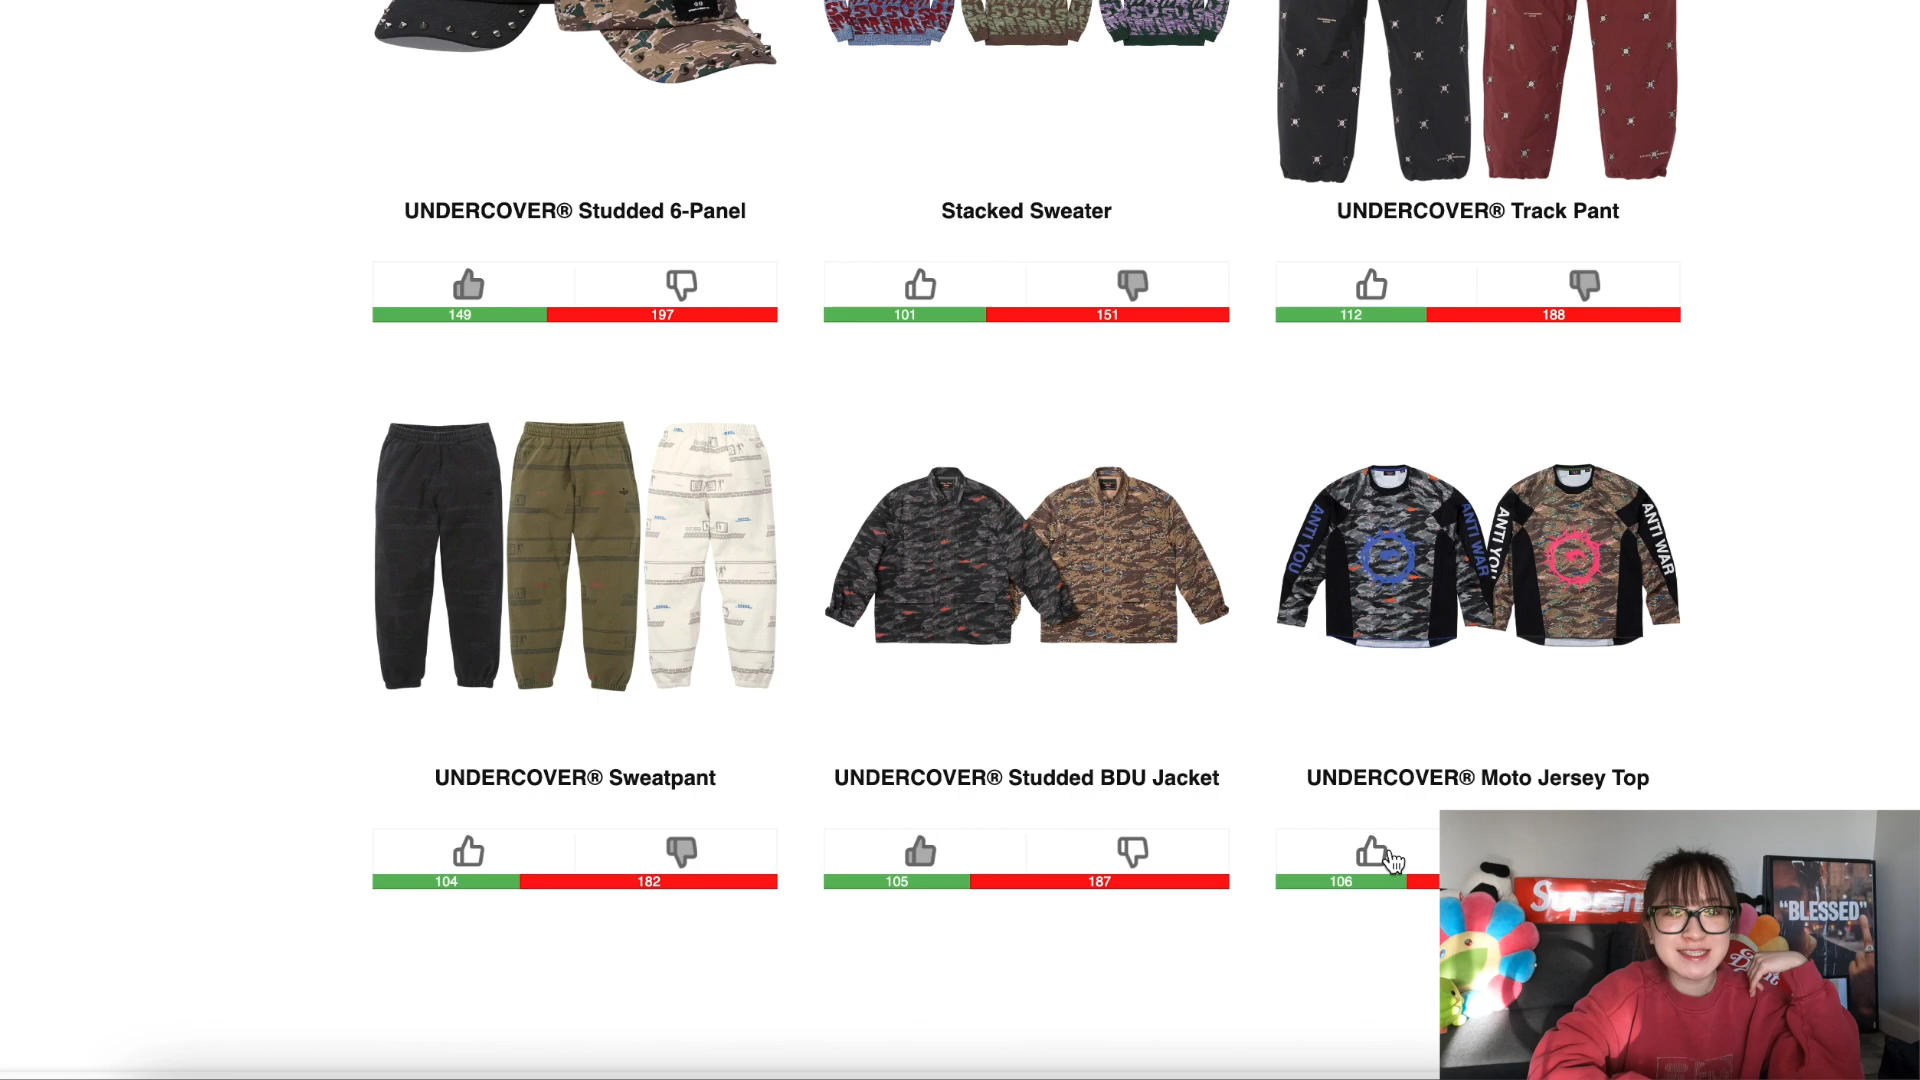 UNDERCOVER® Studded 6-Panel
Stacked Sweater
UNDERCOVER® Track Pant
149
197
101
151
112
188
ANTI YOU
ANTI WAR
ANTI YOU
ANTI WAR
UNDERCOVER® Sweatpant
UNDERCOVER® Studded BDU Jacket
UNDERCOVER® Moto Jersey Top
104
182
105
187
106
Suprem
"BLESSED"